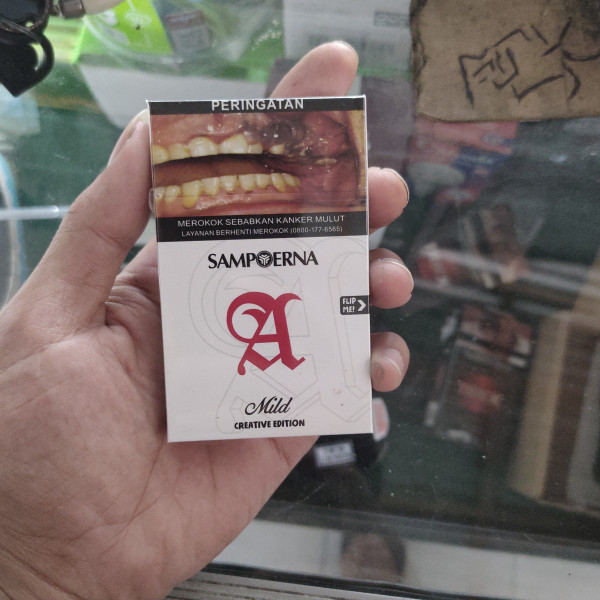 PERINGATAN
MEROKOK SEBABKAN KANKER MULUT
LAYANAN BERHENTI MEROKOK (0800-177-6565)
SAMPOERNA
A
FLIP
ME!
Mild
CREATIVE EDITION